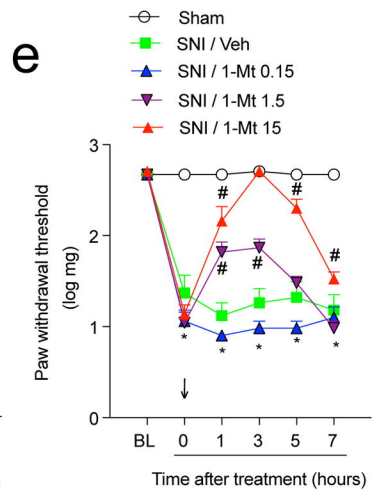 e
Sham
SNI / Veh
SNI / 1-Mt 0.15
SNI / 1-Mt 1.5
SNI / 1-Mt 15
Paw withdrawal threshold
(log mg)
3
2
1
0
#
#
#
#
#
*
*
*
*
*
BL 0 1 3 5 7
Time after treatment (hours)